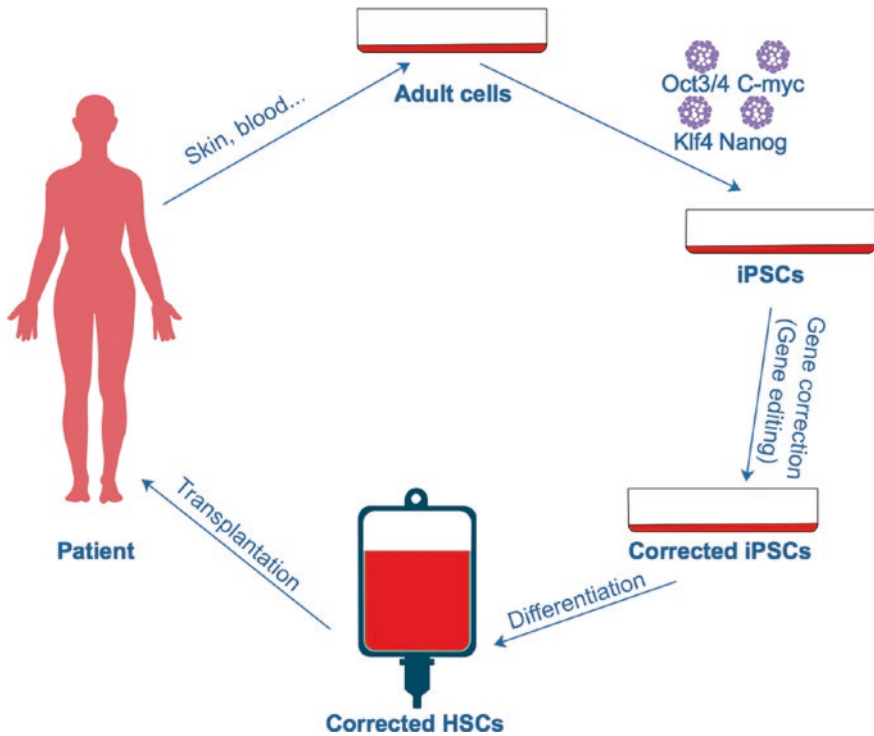 Adult cells
Oct3/4 C-myc
Klf4 Nanog
Skin, blood...
iPSCs
Gene correction
(Gene editing)
Corrected iPSCs
Differentiation
Corrected HSCs
Transplantation
Patient